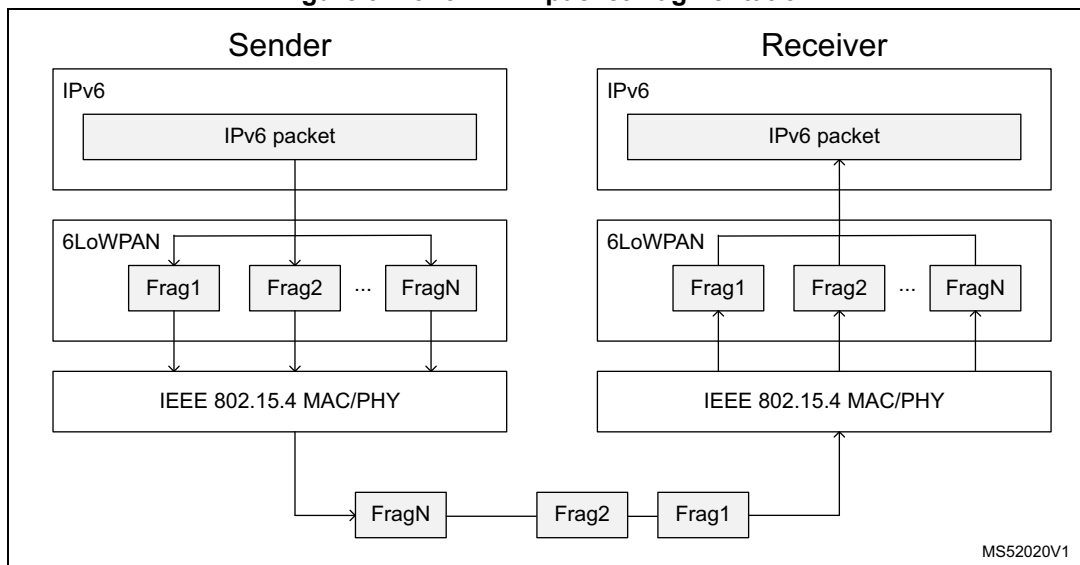 Sender
Receiver
IPv6
IPv6 packet
IPv6
IPv6 packet
6LoWPAN
Frag1
Frag2
...
FragN
6LoWPAN
Frag1
Frag2
...
FragN
IEEE 802.15.4 MAC/PHY
IEEE 802.15.4 MAC/PHY
FragN
Frag2
Frag1
MS52020V1